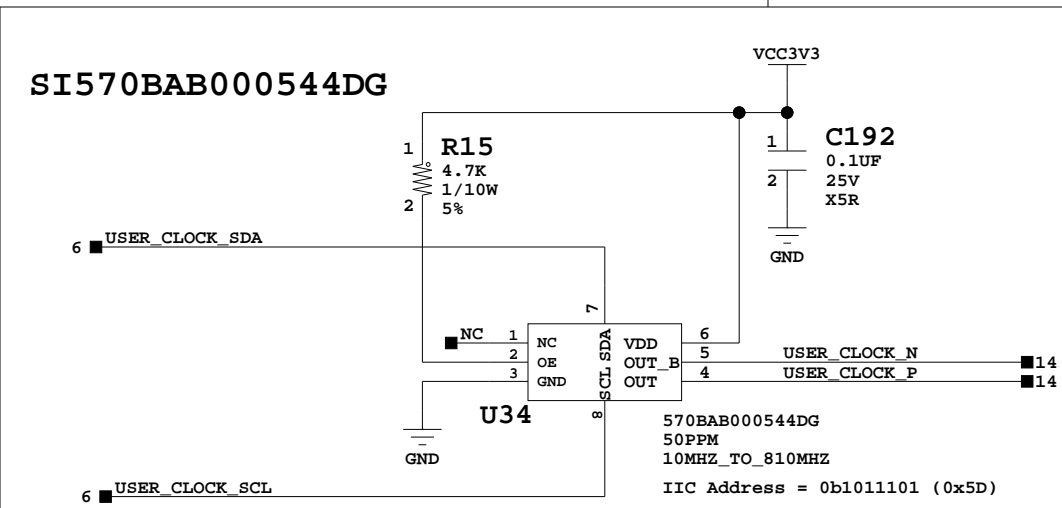 VCC3V3
SI570BAB000544DG
1 R15
4.7K
1/10W
2 5%
1 C192
0.1UF
2 25V
X5R
GND
6 USER_CLOCK_SDA
7
NC 1 NC SDA VDD 6
2 OE OUT_B 5 USER_CLOCK_N 14
3 GND SCL OUT 4 USER_CLOCK_P 14
U34 8
GND
570BAB000544DG
50PPM
10MHZ_TO_810MHZ
6 USER_CLOCK_SCL
IIC Address = 0b1011101 (0x5D)